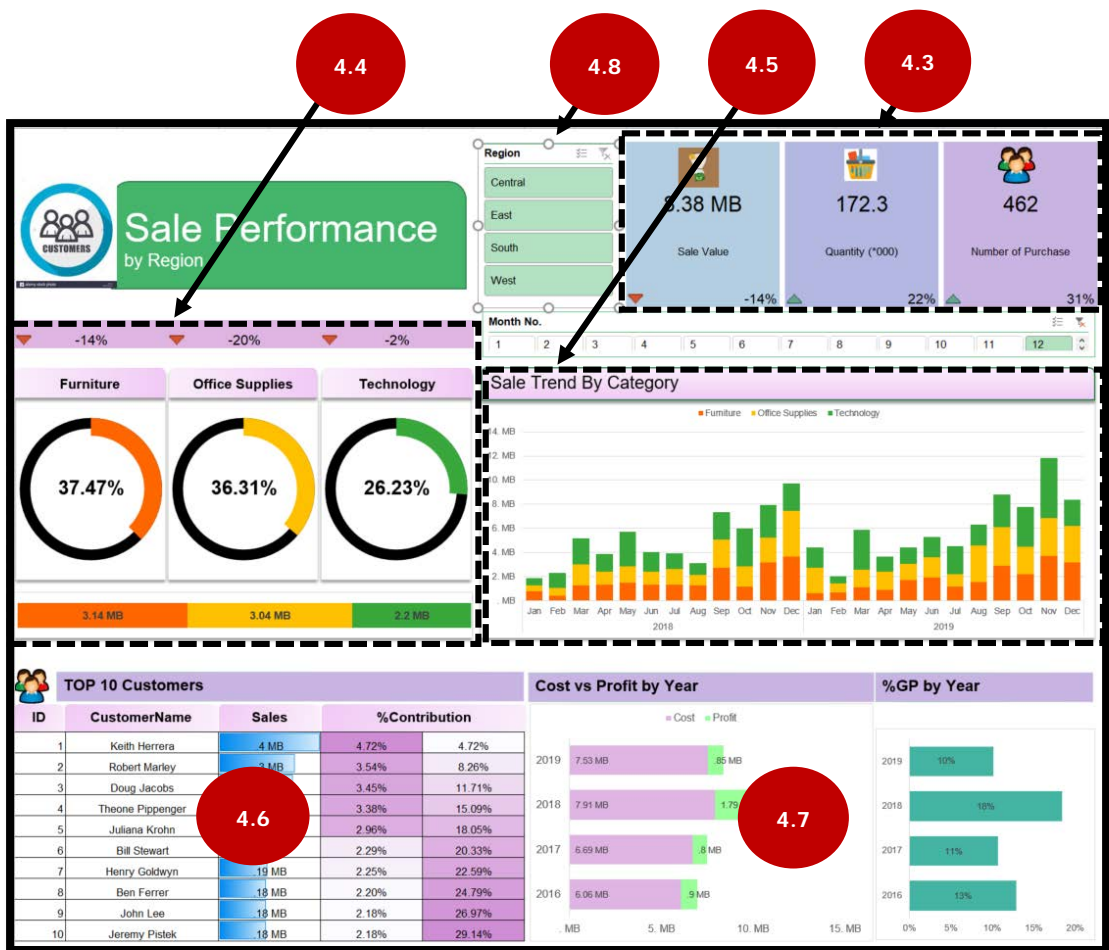 4.4
4.8
4.5
4.3
CUSTOMERS
Sale Performance
by Region
Region
Central
East
South
West
8.38 MB
Sale Value
-14%
172.3
Quantity (*000)
22%
462
Number of Purchase
31%
Month No.
1 2 3 4 5 6 7 8 9 10 11 12
-14% -20% -2%
Furniture Office Supplies Technology
37.47% 36.31% 26.23%
3.14 MB 3.04 MB 2.2 MB
Sale Trend By Category
Furniture Office Supplies Technology
14. MB
12. MB
10. MB
8. MB
6. MB
4. MB
2. MB
. MB
Jan Feb Mar Apr May Jun Jul Aug Sep Oct Nov Dec Jan Feb Mar Apr May Jun Jul Aug Sep Oct Nov Dec
2018 2019
TOP 10 Customers
ID CustomerName Sales %Contribution
1 Keith Herrera .4 MB 4.72% 4.72%
2 Robert Marley .3 MB 3.54% 8.26%
3 Doug Jacobs 3.45% 11.71%
4 Theone Pippenger 3.38% 15.09%
5 Juliana Krohn 2.96% 18.05%
6 Bill Stewart 2.29% 20.33%
7 Henry Goldwyn .19 MB 2.25% 22.59%
8 Ben Ferrer .18 MB 2.20% 24.79%
9 John Lee .18 MB 2.18% 26.97%
10 Jeremy Pistek .18 MB 2.18% 29.14%
4.6
Cost vs Profit by Year
Cost Profit
2019 7.53 MB .85 MB
2018 7.91 MB 1.79
2017 6.69 MB .8 MB
2016 6.06 MB .9 MB
. MB 5. MB 10. MB 15. MB
4.7
%GP by Year
2019 10%
2018 18%
2017 11%
2016 13%
0% 5% 10% 15% 20%